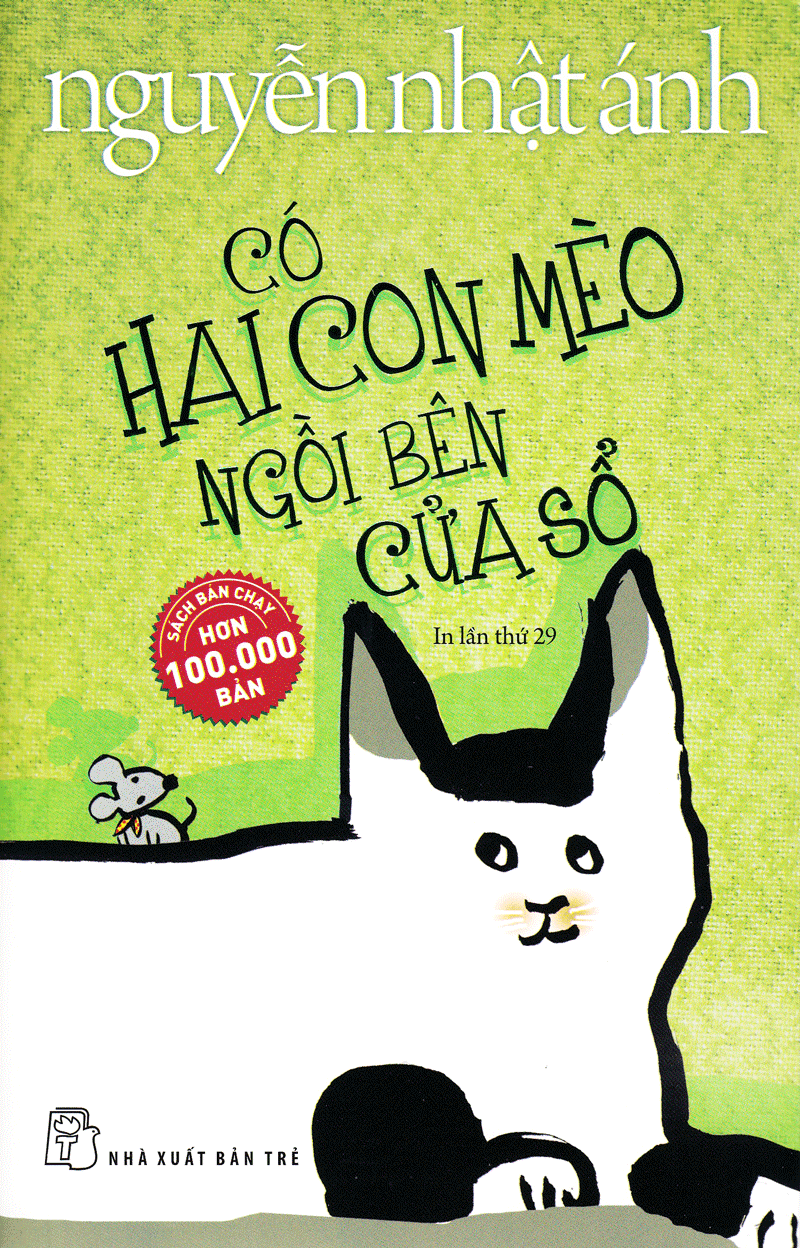 nguyễn nhật ánh
CÓ
HAI CON MÈO
NGỒI BÊN
CỬA SỔ
In lần thứ 29
SÁCH BÁN CHẠY
HƠN
100.000
BẢN
T
NHÀ XUẤT BẢN TRẺ